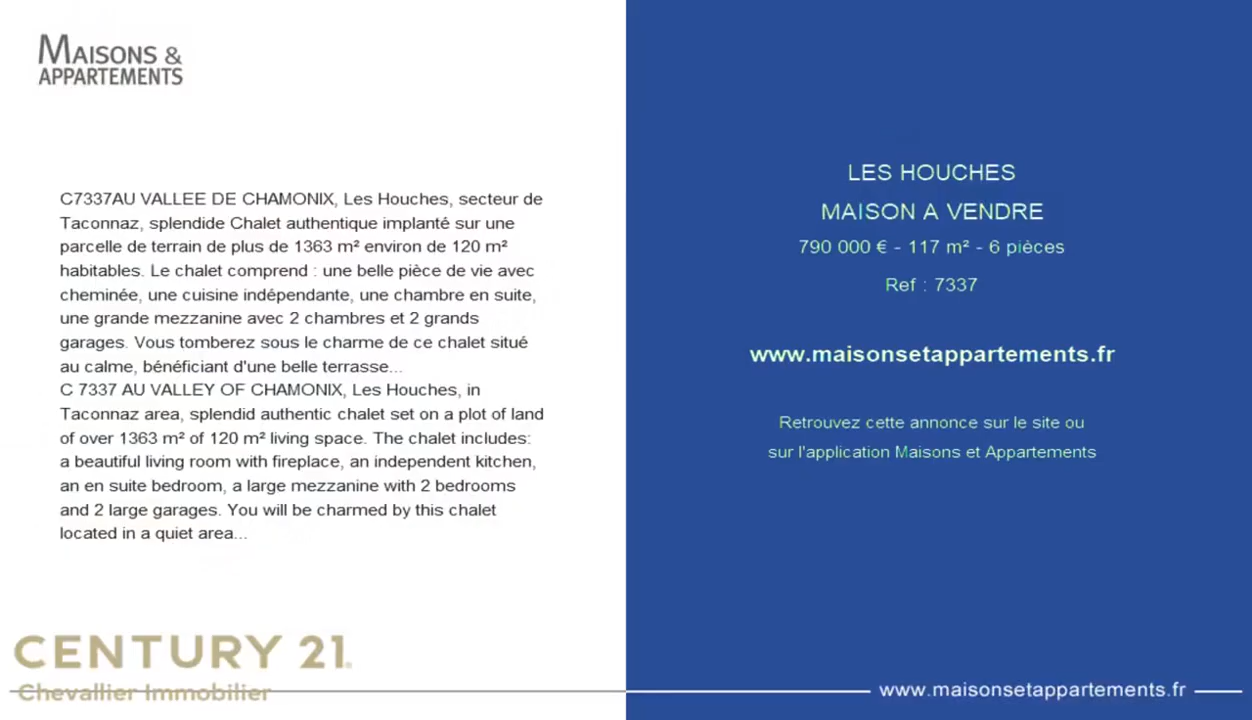 MAISONS &
APPARTEMENTS
C7337AU VALLEE DE CHAMONIX, Les Houches, secteur de
Taconnaz, splendide Chalet authentique implanté sur une
parcelle de terrain de plus de 1363 m² environ de 120 m²
habitables. Le chalet comprend : une belle pièce de vie avec
cheminée, une cuisine indépendante, une chambre en suite,
une grande mezzanine avec 2 chambres et 2 grands
garages. Vous tomberez sous le charme de ce chalet situé
au calme, bénéficiant d'une belle terrasse...
C 7337 AU VALLEY OF CHAMONIX, Les Houches, in
Taconnaz area, splendid authentic chalet set on a plot of land
of over 1363 m² of 120 m² living space. The chalet includes:
a beautiful living room with fireplace, an independent kitchen,
an en suite bedroom, a large mezzanine with 2 bedrooms
and 2 large garages. You will be charmed by this chalet
located in a quiet area...
CENTURY 21.
Chevallier Immobilier
LES HOUCHES
MAISON A VENDRE
790 000 € - 117 m² - 6 pièces
Ref : 7337
www.maisonsetappartements.fr
Retrouvez cette annonce sur le site ou
sur l'application Maisons et Appartements
www.maisonsetappartements.fr